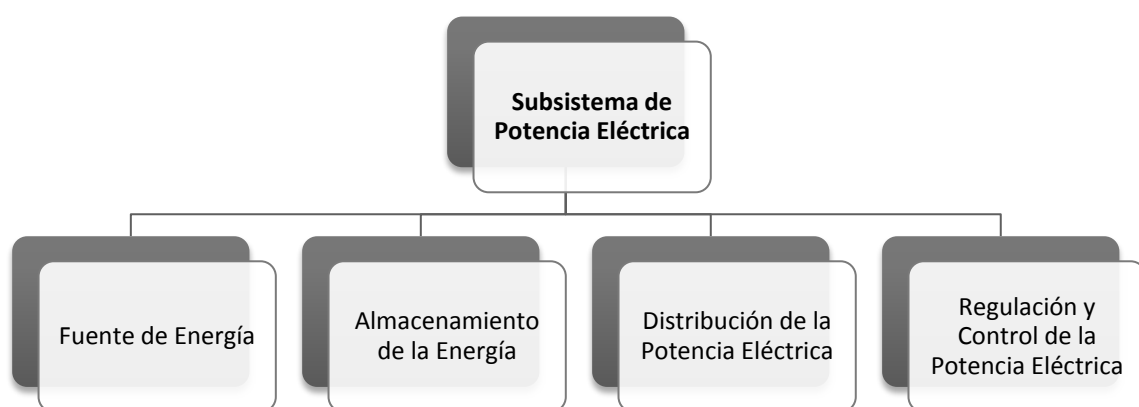 Subsistema de
Potencia Eléctrica
Fuente de Energía
Almacenamiento
de la Energía
Distribución de la
Potencia Eléctrica
Regulación y
Control de la
Potencia Eléctrica